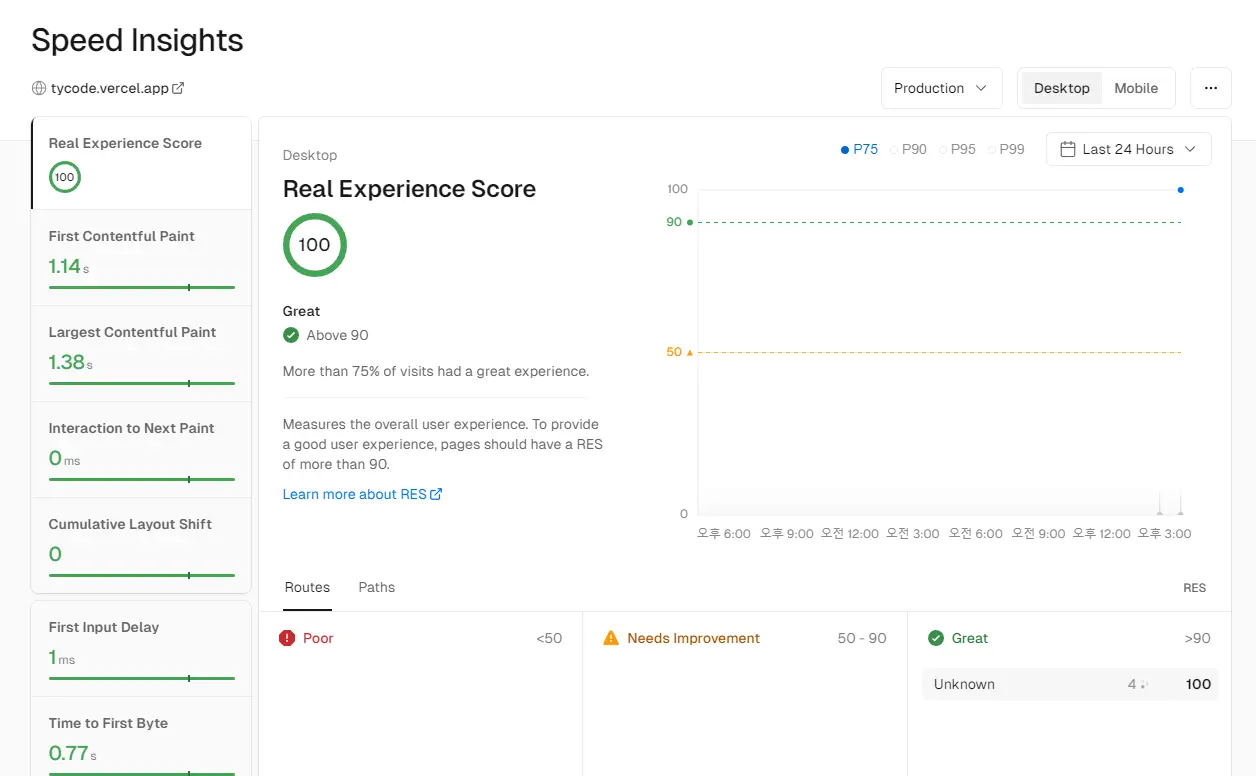 Speed Insights
tycode.vercel.app
Production
Desktop
Mobile
Real Experience Score
100
First Contentful Paint
1.14 s
Largest Contentful Paint
1.38 s
Interaction to Next Paint
0 ms
Cumulative Layout Shift
0
First Input Delay
1 ms
Time to First Byte
0.77 s
Desktop
Real Experience Score
100
Great
Above 90
More than 75% of visits had a great experience.
Measures the overall user experience. To provide
a good user experience, pages should have a RES
of more than 90.
Learn more about RES
P75 P90 P95 P99
Last 24 Hours
100
90
50
0
오후 6:00 오후 9:00 오전 12:00 오전 3:00 오전 6:00 오전 9:00 오후 12:00 오후 3:00
Routes Paths RES
Poor <50
Needs Improvement 50 - 90
Great >90
Unknown 4 100